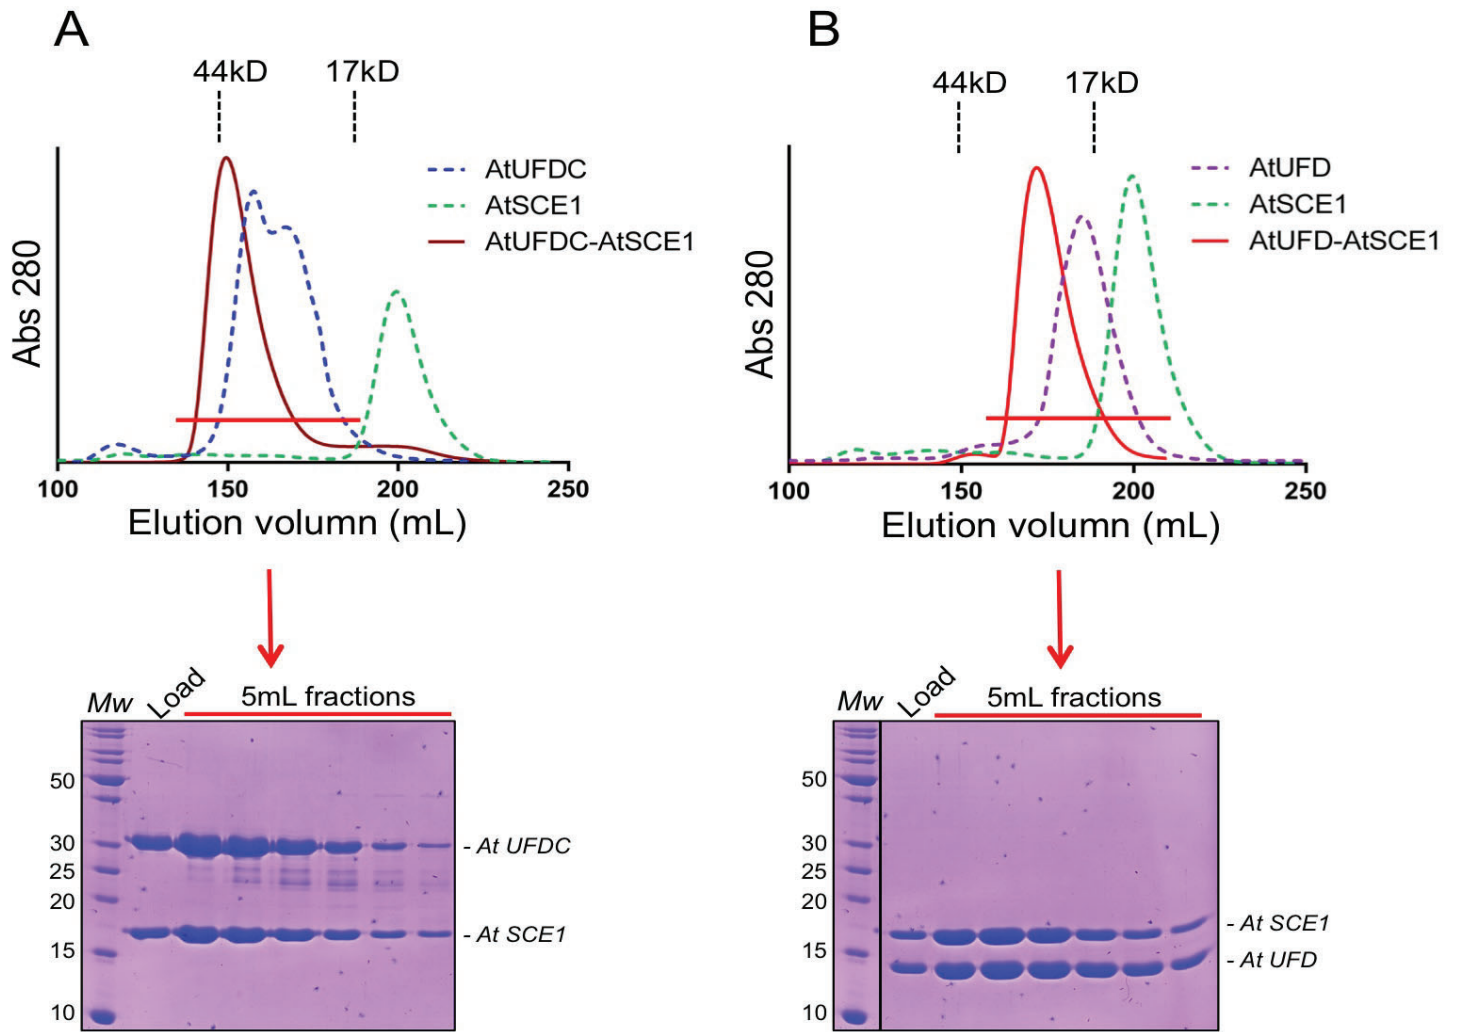 A
44kD 17kD
AtUFDC
AtSCE1
AtUFDC-AtSCE1
Abs 280
100 150 200 250
Elution volumn (mL)
Mw Load 5mL fractions
50
30
25
20
15
10
- At UFDC
- At SCE1
B
44kD 17kD
AtUFD
AtSCE1
AtUFD-AtSCE1
Abs 280
100 150 200 250
Elution volumn (mL)
Mw Load 5mL fractions
50
30
25
20
15
10
- At SCE1
- At UFD